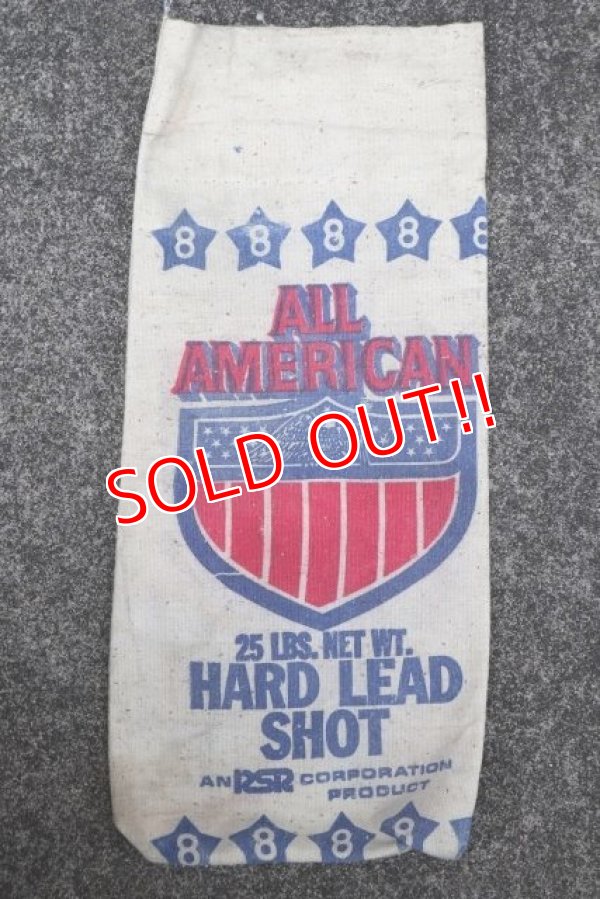 8 8 8 8 8
ALL
AMERICAN
SOLD OUT!!
25 LBS. NET WT.
HARD LEAD
SHOT
AN RSR CORPORATION
PRODUCT
8 8 8 8